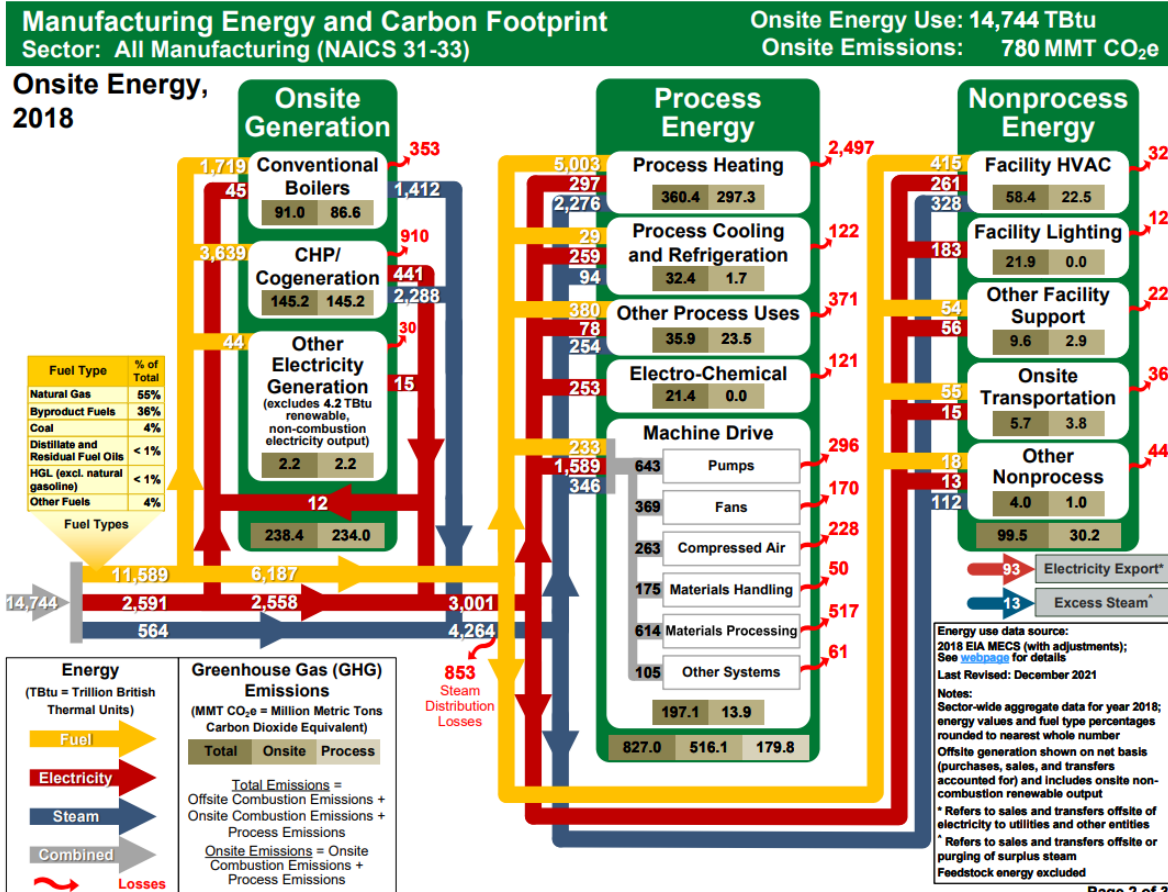 Manufacturing Energy and Carbon Footprint
Sector: All Manufacturing (NAICS 31-33)
Onsite Energy Use: 14,744 TBtu
Onsite Emissions: 780 MMT CO₂e
Onsite Energy,
2018
Onsite
Generation
1,719
45
Conventional
Boilers
91.0 86.6
353
1,412
3,639
CHP/
Cogeneration
145.2 145.2
910
441
2,288
44
Other
Electricity
Generation
(excludes 4.2 TBtu
renewable,
non-combustion
electricity output)
2.2 2.2
30
15
12
238.4 234.0
Fuel Type % of
Total
Natural Gas 55%
Byproduct Fuels 36%
Coal 4%
Distillate and
Residual Fuel Oils < 1%
HGL (excl. natural
gasoline) < 1%
Other Fuels 4%
Fuel Types
14,744
11,589 6,187
2,591 2,558 3,001
564 4,264
853
Steam
Distribution
Losses
Process
Energy
5,003
297
2,276
Process Heating
360.4 297.3
2,497
29
259
94
Process Cooling
and Refrigeration
32.4 1.7
122
380
78
254
Other Process Uses
35.9 23.5
371
253
Electro-Chemical
21.4 0.0
121
233
1,589
346
Machine Drive
643 Pumps 296
369 Fans 170
263 Compressed Air 228
175 Materials Handling 50
614 Materials Processing 517
105 Other Systems 61
197.1 13.9
827.0 516.1 179.8
Nonprocess
Energy
415
261
328
Facility HVAC
58.4 22.5
32
183
Facility Lighting
21.9 0.0
12
54
56
Other Facility
Support
9.6 2.9
22
55
15
Onsite
Transportation
5.7 3.8
36
18
13
112
Other
Nonprocess
4.0 1.0
44
99.5 30.2
93 Electricity Export*
13 Excess Steam^
Energy
(TBtu = Trillion British
Thermal Units)
Fuel
Electricity
Steam
Combined
Losses
Greenhouse Gas (GHG)
Emissions
(MMT CO₂e = Million Metric Tons
Carbon Dioxide Equivalent)
Total Onsite Process
Total Emissions =
Offsite Combustion Emissions +
Onsite Combustion Emissions +
Process Emissions
Onsite Emissions = Onsite
Combustion Emissions +
Process Emissions
Energy use data source:
2018 EIA MECS (with adjustments);
See webpage for details
Last Revised: December 2021
Notes:
Sector-wide aggregate data for year 2018;
energy values and fuel type percentages
rounded to nearest whole number
Offsite generation shown on net basis
(purchases, sales, and transfers
accounted for) and includes onsite non-
combustion renewable output
* Refers to sales and transfers offsite of
electricity to utilities and other entities
^ Refers to sales and transfers offsite or
purging of surplus steam
Feedstock energy excluded
Page 2 of 2